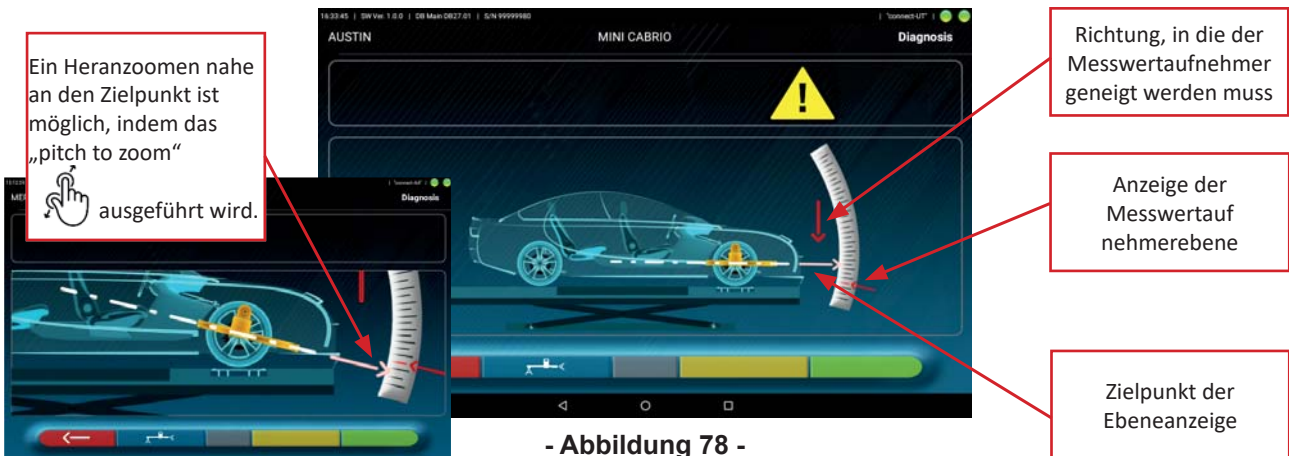 16:33:45 | SW Ver. 1.0.0 | DB Main DB27.01 | S/N 99999980
| "connect-UT" |
AUSTIN
MINI CABRIO
Diagnosis
Ein Heranzoomen nahe
an den Zielpunkt ist
möglich, indem das
„pitch to zoom“
ausgeführt wird.
Diagnosis
Richtung, in die der
Messwertaufnehmer
geneigt werden muss
Anzeige der
Messwertauf
nehmerebene
Zielpunkt der
Ebeneanzeige
- Abbildung 78 -